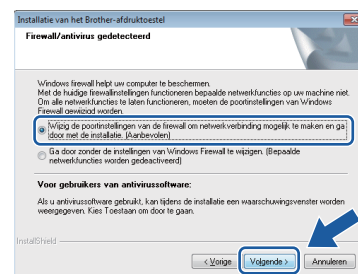 Installatie van het Brother-afdruktoestel
Firewall/antivirus gedetecteerd
Windows firewall helpt uw computer te beschermen.
Met de huidige firewallinstellingen functioneren bepaalde netwerkfuncties op uw machine niet.
Om alle netwerkfuncties te laten functioneren, moeten de poortinstellingen van Windows
Firewall gewijzigd worden.
Wijzig de poortinstellingen van de firewall om netwerkverbinding mogelijk te maken en ga
door met de installatie. (Aanbevolen)
Ga door zonder de instellingen van Windows Firewall te wijzigen. (Bepaalde
netwerkfuncties worden gedeactiveerd)
Voor gebruikers van antivirussoftware:
Als u antivirussoftware gebruikt, kan tijdens de installatie een waarschuwingsvenster worden
weergegeven. Kies Toestaan om door te gaan.
InstallShield
< Vorige
Volgende >
Annuleren